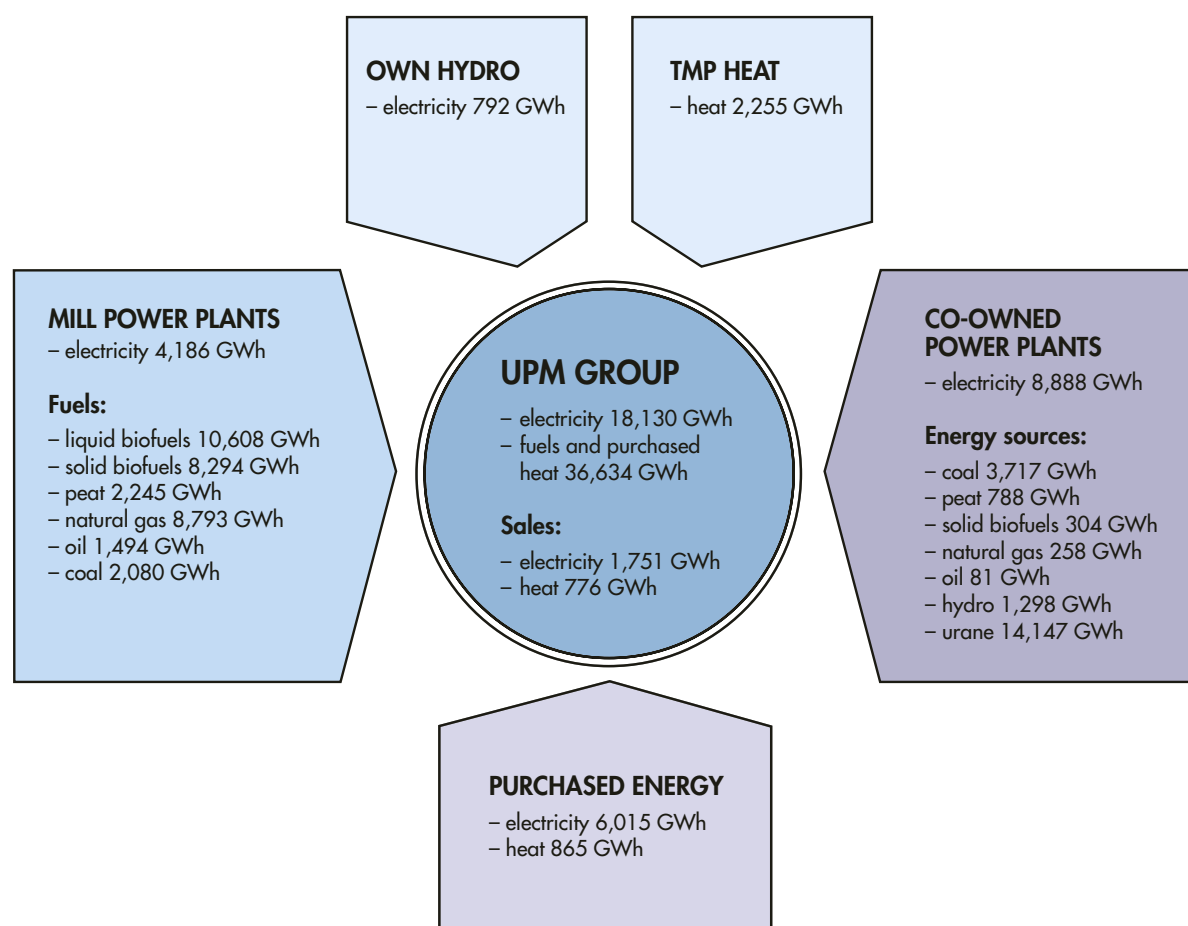 OWN HYDRO
– electricity 792 GWh
TMP HEAT
– heat 2,255 GWh
MILL POWER PLANTS
– electricity 4,186 GWh
Fuels:
– liquid biofuels 10,608 GWh
– solid biofuels 8,294 GWh
– peat 2,245 GWh
– natural gas 8,793 GWh
– oil 1,494 GWh
– coal 2,080 GWh
UPM GROUP
– electricity 18,130 GWh
– fuels and purchased
heat 36,634 GWh
Sales:
– electricity 1,751 GWh
– heat 776 GWh
CO-OWNED
POWER PLANTS
– electricity 8,888 GWh
Energy sources:
– coal 3,717 GWh
– peat 788 GWh
– solid biofuels 304 GWh
– natural gas 258 GWh
– oil 81 GWh
– hydro 1,298 GWh
– urane 14,147 GWh
PURCHASED ENERGY
– electricity 6,015 GWh
– heat 865 GWh